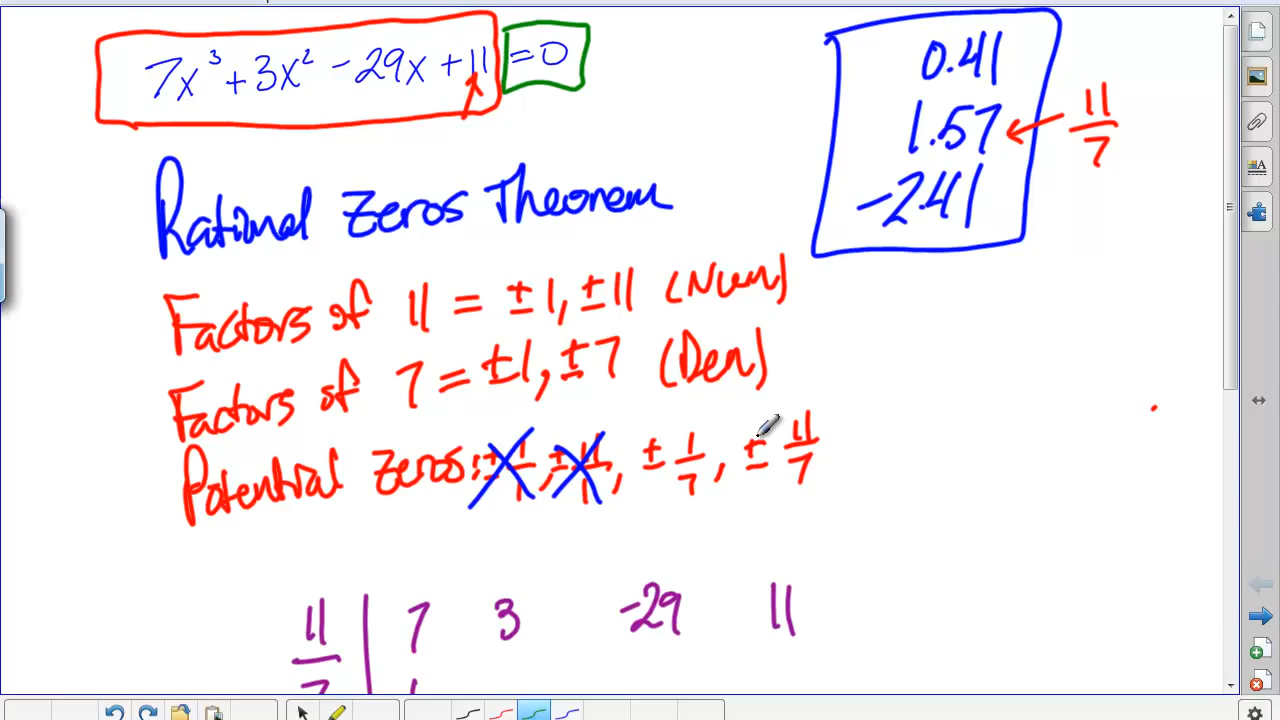 7x³ + 3x² - 29x + 11 = 0
0.41
1.57
-2.41
11/7
Rational Zeros Theorem
Factors of 11 = ±1, ±11 (Num)
Factors of 7 = ±1, ±7 (Den)
Potential Zeros: ±1/1, ±11/1, ±1/7, ±11/7
11/7 | 7 3 -29 11